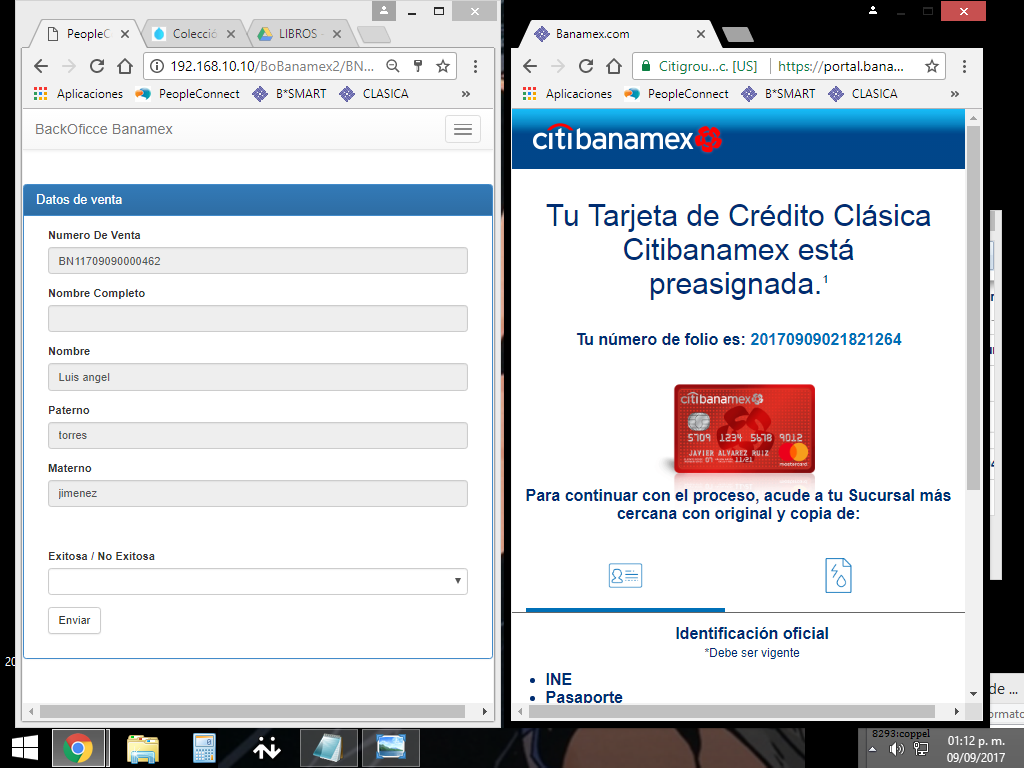 PeopleC
Colecció
LIBROS -
192.168.10.10/BoBanamex2/BN...
Aplicaciones
PeopleConnect
B*SMART
CLASICA
»
BackOficce Banamex
Datos de venta
Numero De Venta
BN11709090000462
Nombre Completo
Nombre
Luis angel
Paterno
torres
Materno
jimenez
Exitosa / No Exitosa
Enviar
Banamex.com
Citigrou...c. [US]
https://portal.bana...
Aplicaciones
PeopleConnect
B*SMART
CLASICA
»
citibanamex
Tu Tarjeta de Crédito Clásica
Citibanamex está
preasignada.1
Tu número de folio es: 20170909021821264
citibanamex
5709 1234 5678 9012
JAVIER ALVAREZ RUIZ
07 11/21
mastercard
Para continuar con el proceso, acude a tu Sucursal más
cercana con original y copia de:
Identificación oficial
*Debe ser vigente
INE
Pasaporte
20
de ...
ormato
8293:coppel
01:12 p. m.
09/09/2017